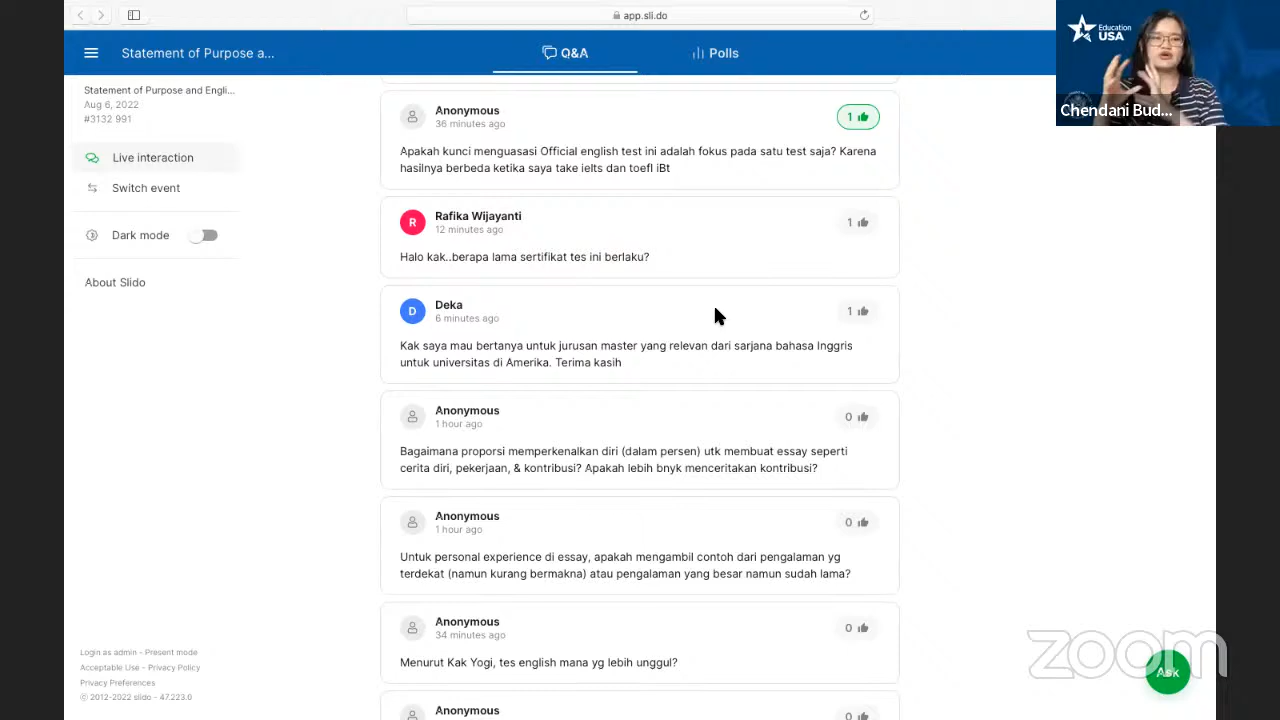 app.sli.do
Education
USA
Chendani Bud...
Statement of Purpose a...
Q&A
Polls
Statement of Purpose and Engli...
Aug 6, 2022
#3132 991
Live interaction
Switch event
Dark mode
About Slido
Anonymous
36 minutes ago
1
Apakah kunci menguasasi Official english test ini adalah fokus pada satu test saja? Karena
hasilnya berbeda ketika saya take ielts dan toefl iBt
R
Rafika Wijayanti
12 minutes ago
1
Halo kak..berapa lama sertifikat tes ini berlaku?
D
Deka
6 minutes ago
1
Kak saya mau bertanya untuk jurusan master yang relevan dari sarjana bahasa Inggris
untuk universitas di Amerika. Terima kasih
Anonymous
1 hour ago
0
Bagaimana proporsi memperkenalkan diri (dalam persen) utk membuat essay seperti
cerita diri, pekerjaan, & kontribusi? Apakah lebih bnyk menceritakan kontribusi?
Anonymous
1 hour ago
0
Untuk personal experience di essay, apakah mengambil contoh dari pengalaman yg
terdekat (namun kurang bermakna) atau pengalaman yang besar namun sudah lama?
Anonymous
34 minutes ago
0
Menurut Kak Yogi, tes english mana yg lebih unggul?
Anonymous
0
Login as admin - Present mode
Acceptable Use - Privacy Policy
Privacy Preferences
© 2012-2022 slido - 47.223.0
zoom
Ask